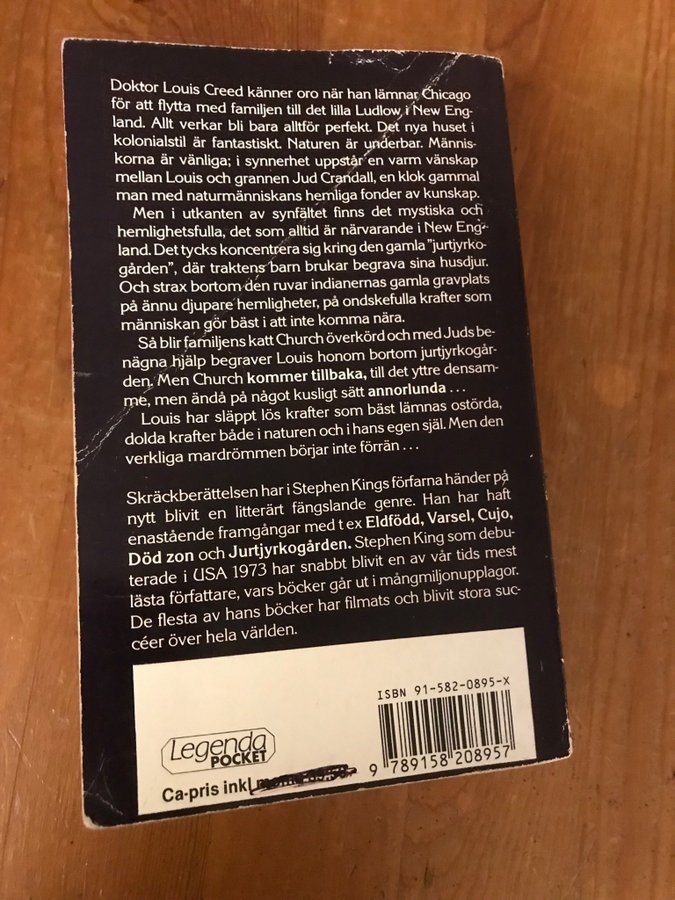 Doktor Louis Creed känner oro när han lämnar Chicago
för att flytta med familjen till det lilla Ludlow i New Eng-
land. Allt verkar bli bara alltför perfekt. Det nya huset i
kolonialstil är fantastiskt. Naturen är underbar. Männis-
korna är vänliga; i synnerhet uppstår en varm vänskap
mellan Louis och grannen Jud Crandall, en klok gammal
man med naturmänniskans hemliga fonder av kunskap.
Men i utkanten av synfältet finns det mystiska och
hemlighetsfulla, det som alltid är närvarande i New Eng-
land. Det tycks koncentrera sig kring den gamla ”jurtjyrko-
gården”, där traktens barn brukar begrava sina husdjur.
Och strax bortom den ruvar indianernas gamla gravplats
på ännu djupare hemligheter, på ondskefulla krafter som
människan gör bäst i att inte komma nära.
Så blir familjens katt Church överkörd och med Juds be-
nägna hjälp begraver Louis honom bortom jurtjyrkogår-
den. Men Church kommer tillbaka, till det yttre densam-
me, men ändå på något kusligt sätt annorlunda ...
Louis har släppt lös krafter som bäst lämnas ostörda,
dolda krafter både i naturen och i hans egen själ. Men den
verkliga mardrömmen börjar inte förrän ...
Skräckberättelsen har i Stephen Kings förfarna händer på
nytt blivit en litterärt fängslande genre. Han har haft
enastående framgångar med t ex Eldfödd, Varsel, Cujo,
Död zon och Jurtjyrkogården. Stephen King som debu-
terade i USA 1973 har snabbt blivit en av vår tids mest
lästa författare, vars böcker går ut i mångmiljonupplagor.
De flesta av hans böcker har filmats och blivit stora suc-
céer över hela världen.
ISBN 91-582-0895-X
Legenda
POCKET
9 789158 208957
Ca-pris inkl